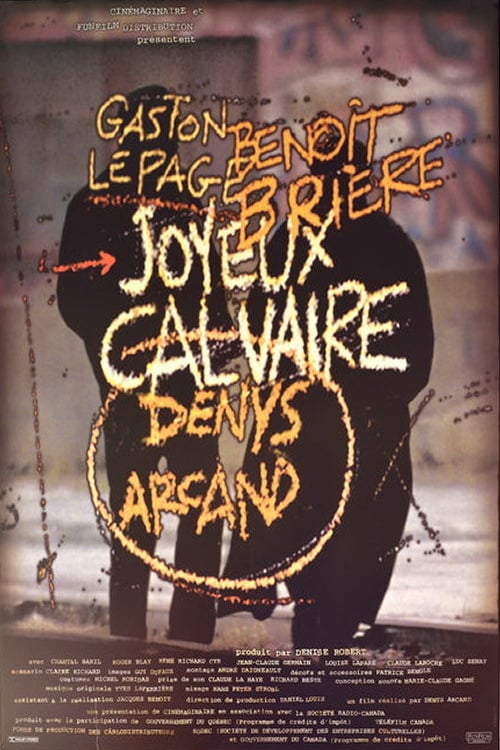 CINÉMAGINAIRE et
FUNFILM DISTRIBUTION
présentent
GASTON
LEPAGE
BENOÎT
BRIÈRE
JOYEUX
CALVAIRE
DENYS
ARCAND
produit par DENISE ROBERT
avec CHANTAL BARIL ROGER BLAY RENÉ RICHARD CYR JEAN-CLAUDE GERMAIN LOUISE LAPARÉ CLAUDE LAROCHE LUC SENAY
scénario CLAIRE RICHARD images GUY DUFAUX montage ANDRÉ DAIGNEAULT décors et accessoires PATRICE BENGLE
costumes MICHEL ROBIDAS prise de son CLAUDE LA HAYE RICHARD BESSE conception sonore MARIE-CLAUDE GAGNÉ
musique originale YVES LAFERRIÈRE mixage HANS PETER STROBL
assistant à la réalisation JACQUES BENOIT direction de production DANIEL LOUIS un film réalisé par DENYS ARCAND
une présentation de CINÉMAGINAIRE en association avec la SOCIÉTÉ RADIO-CANADA
produit avec la participation de GOUVERNEMENT DU QUÉBEC (Programme de crédits d'impôt) TÉLÉFILM CANADA
FONDS DE PRODUCTION DES CÂBLODISTRIBUTEURS SODEC (SOCIÉTÉ DE DÉVELOPPEMENT DES ENTREPRISES CULTURELLES)
et GOUVERNEMENT DU CANADA (Programme de crédits d'impôt)
FUNFILM